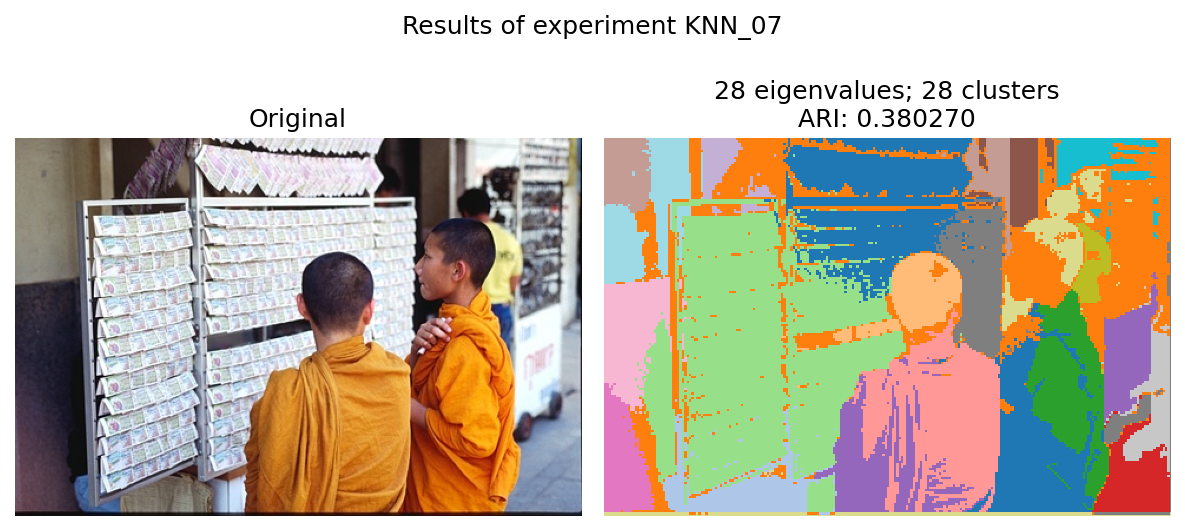 Results of experiment KNN_07
Original
28 eigenvalues; 28 clusters
ARI: 0.380270